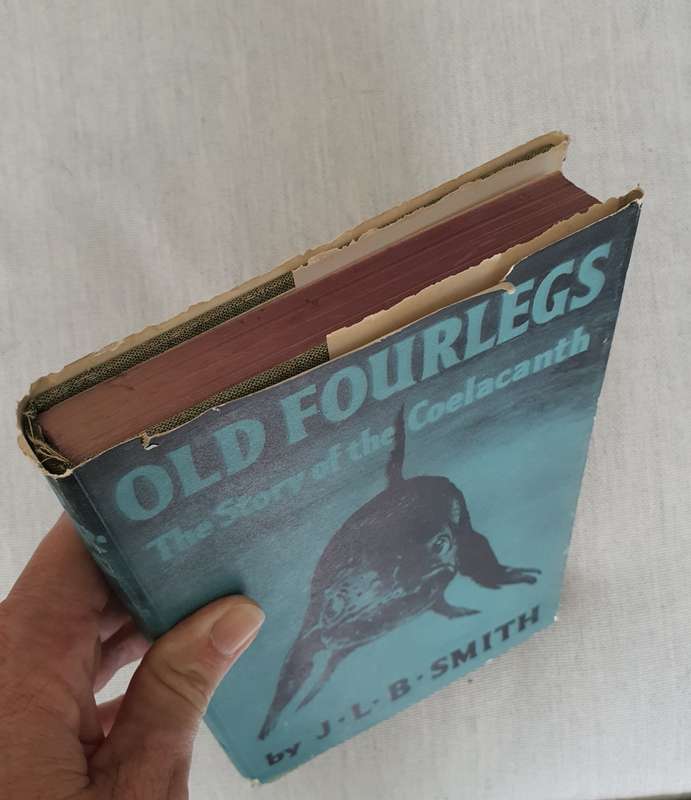 OLD FOURLEGS
The Story of the Coelacanth
by J·L·B·SMITH